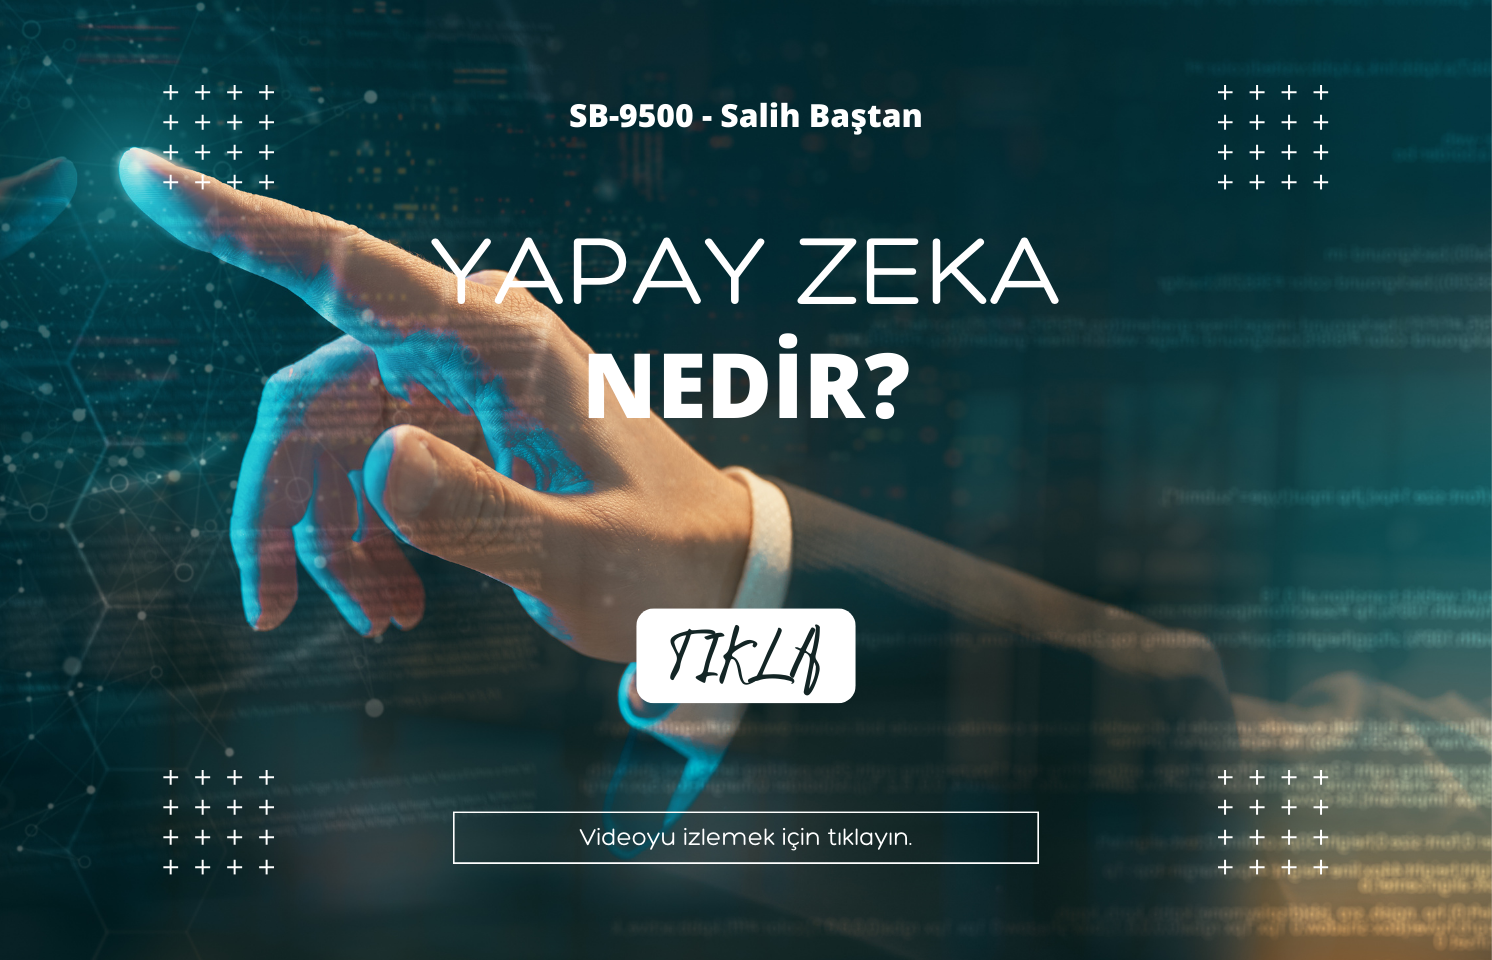 SB-9500 - Salih Baştan
YAPAY ZEKA
NEDİR?
TIKLA
Videoyu izlemek için tıklayın.